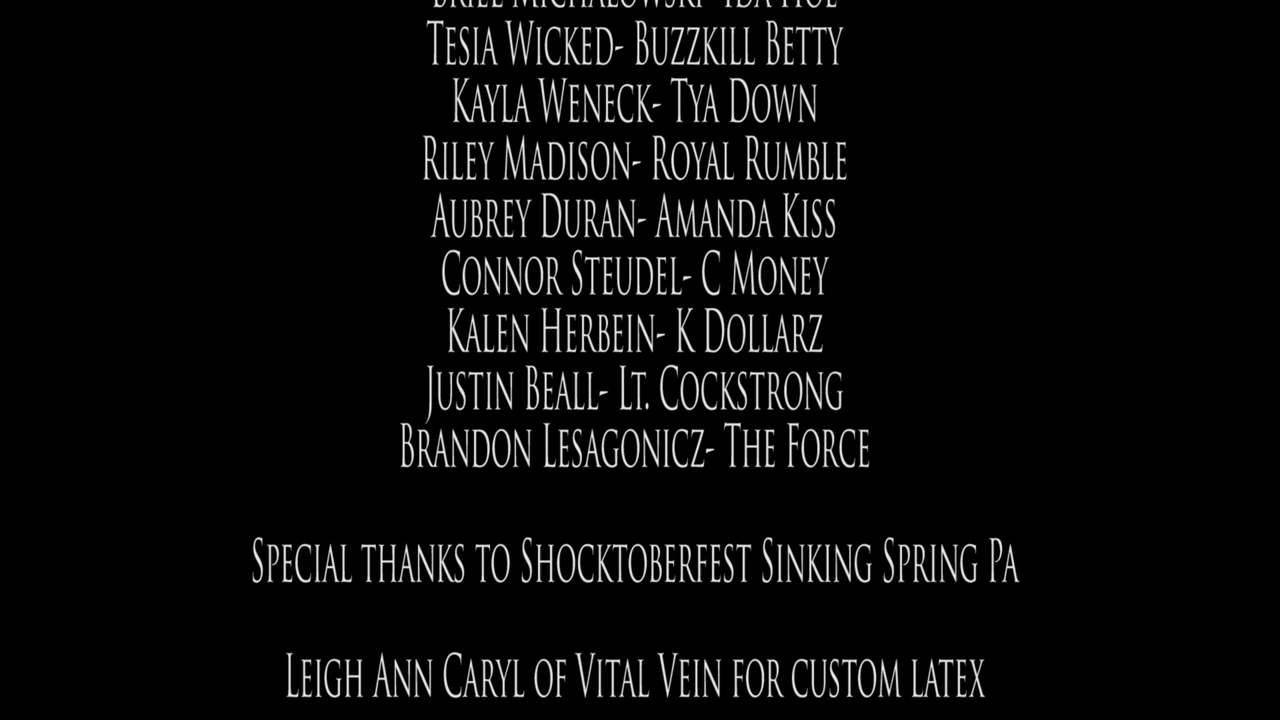 Tesia Wicked- Buzzkill Betty
Kayla Weneck- Tya Down
Riley Madison- Royal Rumble
Aubrey Duran- Amanda Kiss
Connor Steudel- C Money
Kalen Herbein- K Dollarz
Justin Beall- Lt. Cockstrong
Brandon Lesagonicz- The Force
Special thanks to Shocktoberfest Sinking Spring Pa
Leigh Ann Caryl of Vital Vein for custom latex